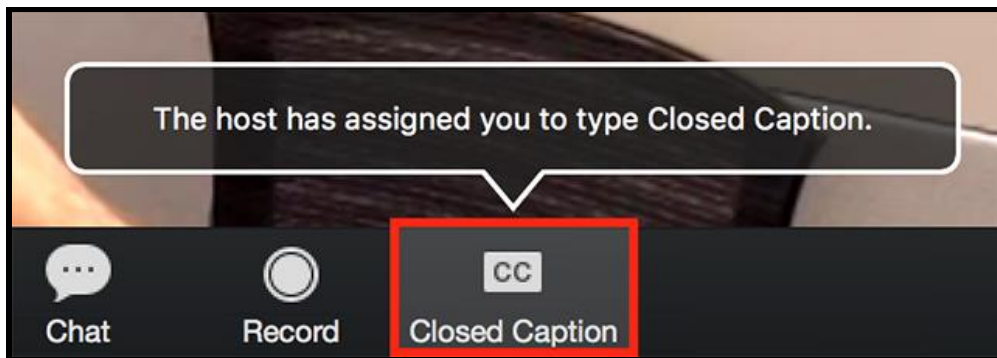 The host has assigned you to type Closed Caption.
CC
Chat
Record
Closed Caption